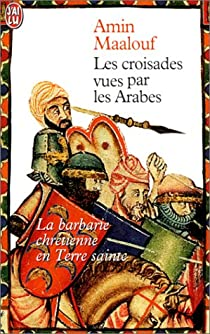 J'AI
LU
Amin
Maalouf
Les croisades
vues par
les Arabes
La barbarie
chrétienne
en Terre sainte